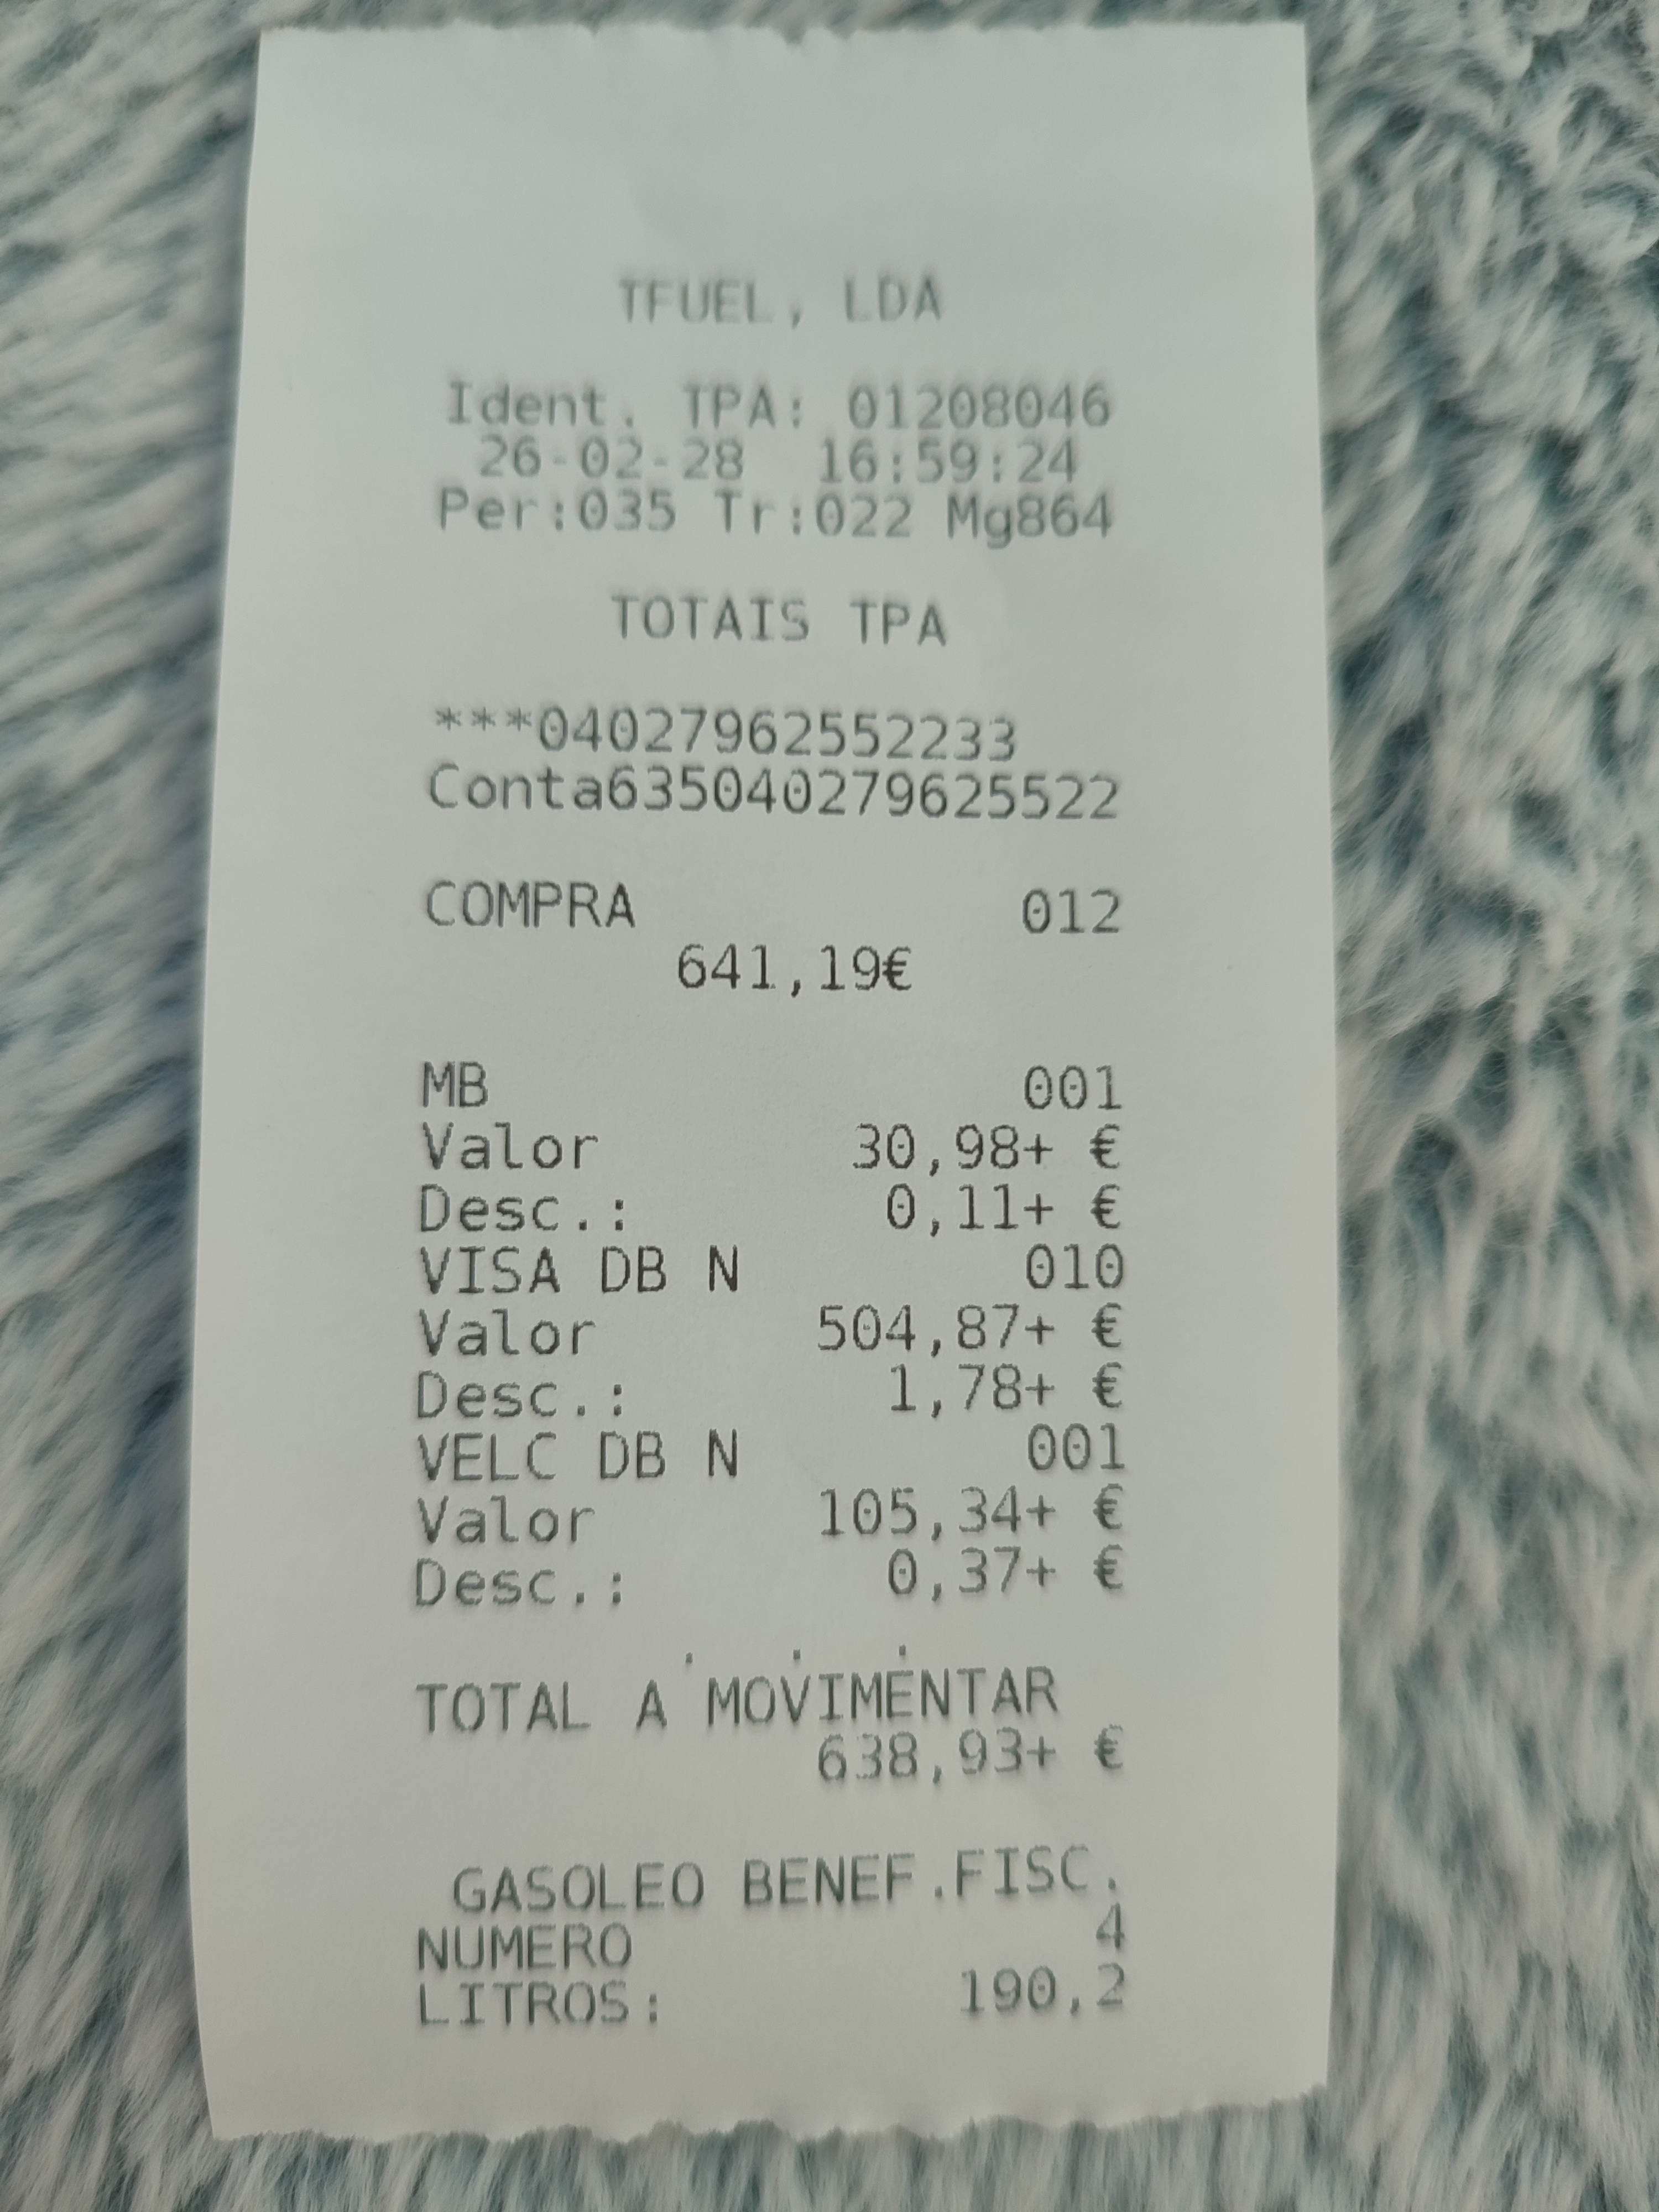 TFUEL, LDA
Ident. TPA: 01208046
26-02-28 16:59:24
Per:035 Tr:022 Mg864
TOTAIS TPA
***04027962552233
Conta635040279625522
COMPRA 012
641,19€
MB 001
Valor 30,98+ €
Desc.: 0,11+ €
VISA DB N 010
Valor 504,87+ €
Desc.: 1,78+ €
VELC DB N 001
Valor 105,34+ €
Desc.: 0,37+ €
TOTAL A MOVIMENTAR
638,93+ €
GASOLEO BENEF.FISC.
NUMERO 4
LITROS: 190,2